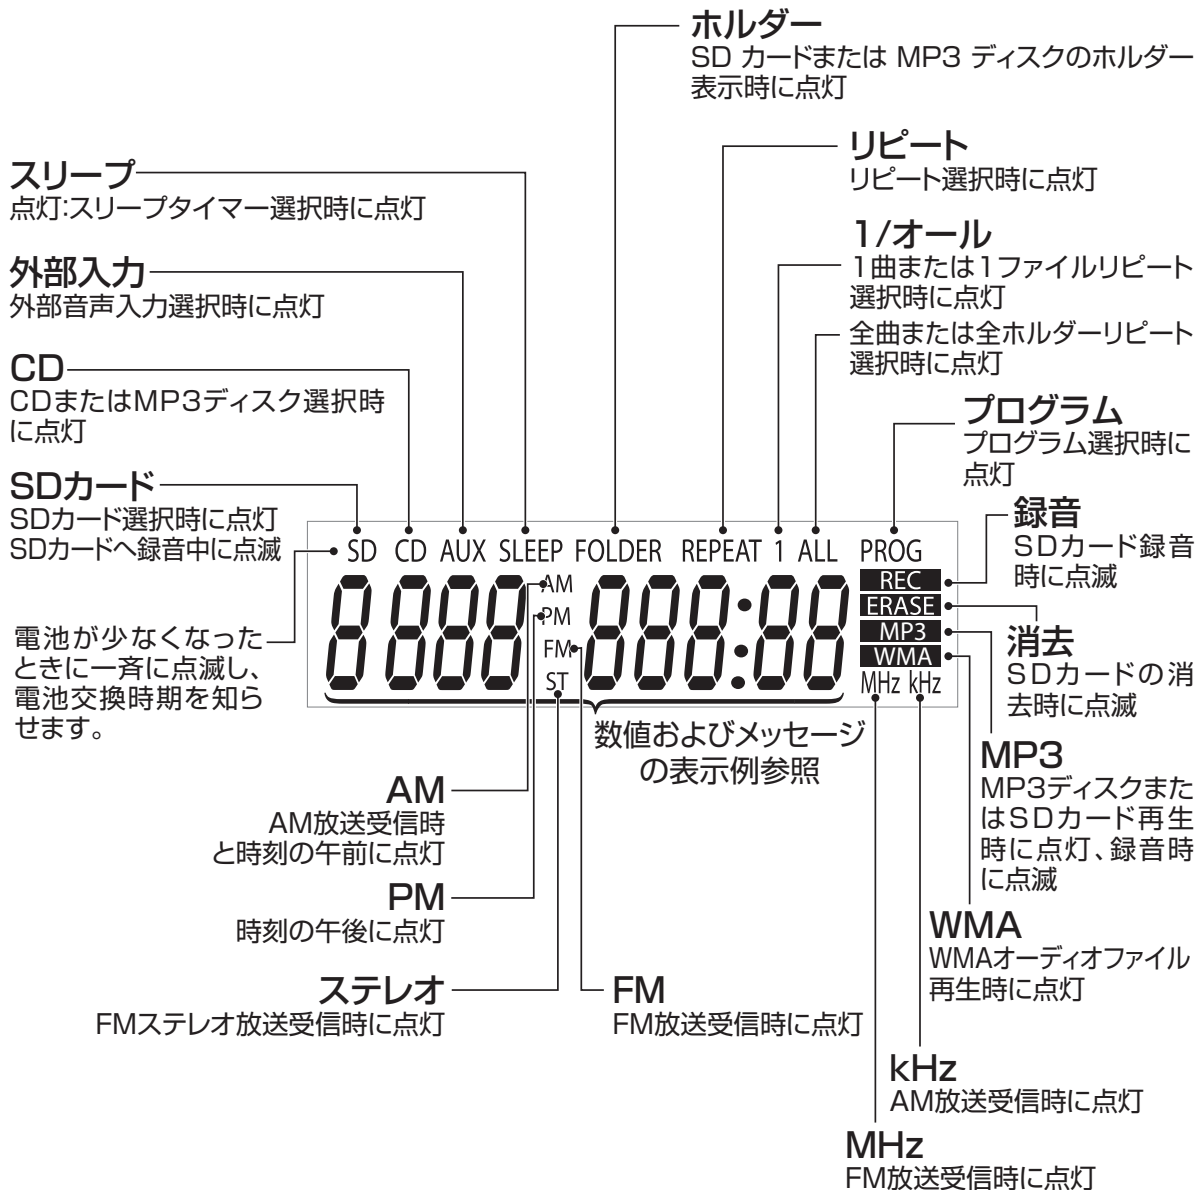 ホルダー
SD カードまたは MP3 ディスクのホルダー
表示時に点灯
リピート
リピート選択時に点灯
スリープ
点灯:スリープタイマー選択時に点灯
1/オール
1曲または1ファイルリピート
選択時に点灯
全曲または全ホルダーリピート
選択時に点灯
外部入力
外部音声入力選択時に点灯
CD
CDまたはMP3ディスク選択時
に点灯
プログラム
プログラム選択時に
点灯
SDカード
SDカード選択時に点灯
SDカードへ録音中に点滅
録音
SDカード録音
時に点滅
SD CD AUX SLEEP FOLDER REPEAT 1 ALL PROG
REC
ERASE
MP3
WMA
MHz kHz
AM
PM
FM
ST
8888 888:88
電池が少なくなった
ときに一斉に点滅し、
電池交換時期を知ら
せます。
消去
SDカードの消
去時に点滅
数値およびメッセージ
の表示例参照
MP3
MP3ディスクまた
はSDカード再生
時に点灯、録音時
に点滅
AM
AM放送受信時
と時刻の午前に点灯
PM
時刻の午後に点灯
WMA
WMAオーディオファイル
再生時に点灯
ステレオ
FMステレオ放送受信時に点灯
FM
FM放送受信時に点灯
kHz
AM放送受信時に点灯
MHz
FM放送受信時に点灯